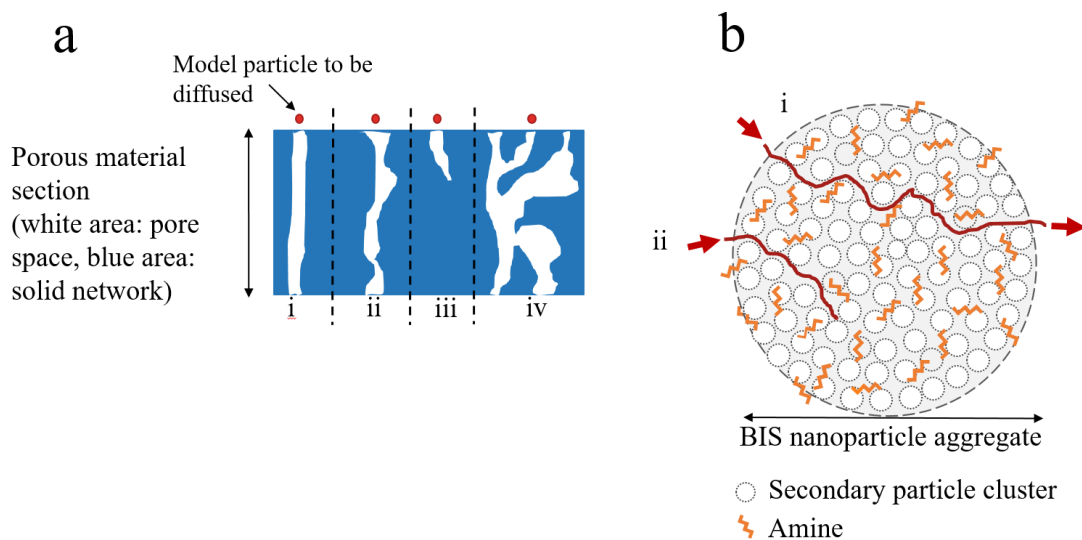 a
Model particle to be
diffused
Porous material
section
(white area: pore
space, blue area:
solid network)
i
ii
iii
iv
b
i
ii
BIS nanoparticle aggregate
Secondary particle cluster
Amine